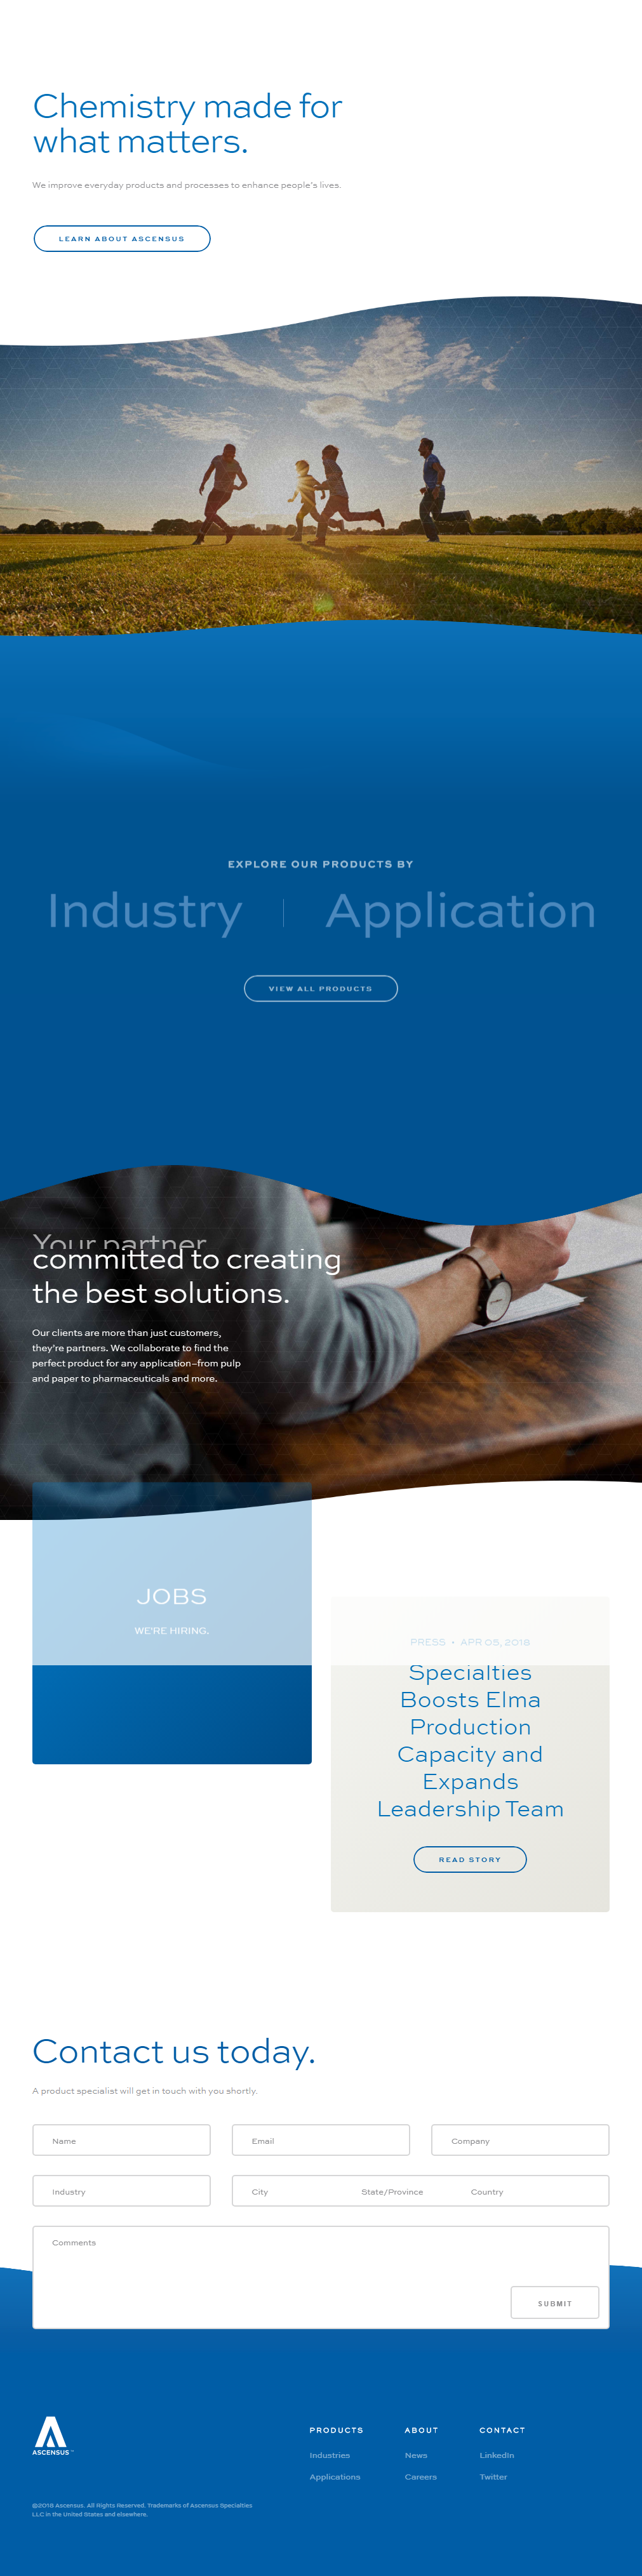 Chemistry made for
what matters.
We improve everyday products and processes to enhance people's lives.
LEARN ABOUT ASCENSUS
EXPLORE OUR PRODUCTS BY
Industry | Application
VIEW ALL PRODUCTS
Your partner
committed to creating
the best solutions.
Our clients are more than just customers,
they're partners. We collaborate to find the
perfect product for any application–from pulp
and paper to pharmaceuticals and more.
JOBS
WE'RE HIRING.
PRESS • APR 05, 2018
Specialties
Boosts Elma
Production
Capacity and
Expands
Leadership Team
READ STORY
Contact us today.
A product specialist will get in touch with you shortly.
Name Email Company
Industry City State/Province Country
Comments
SUBMIT
ASCENSUS™
PRODUCTS ABOUT CONTACT
Industries News LinkedIn
Applications Careers Twitter
©2018 Ascensus. All Rights Reserved. Trademarks of Ascensus Specialties
LLC in the United States and elsewhere.